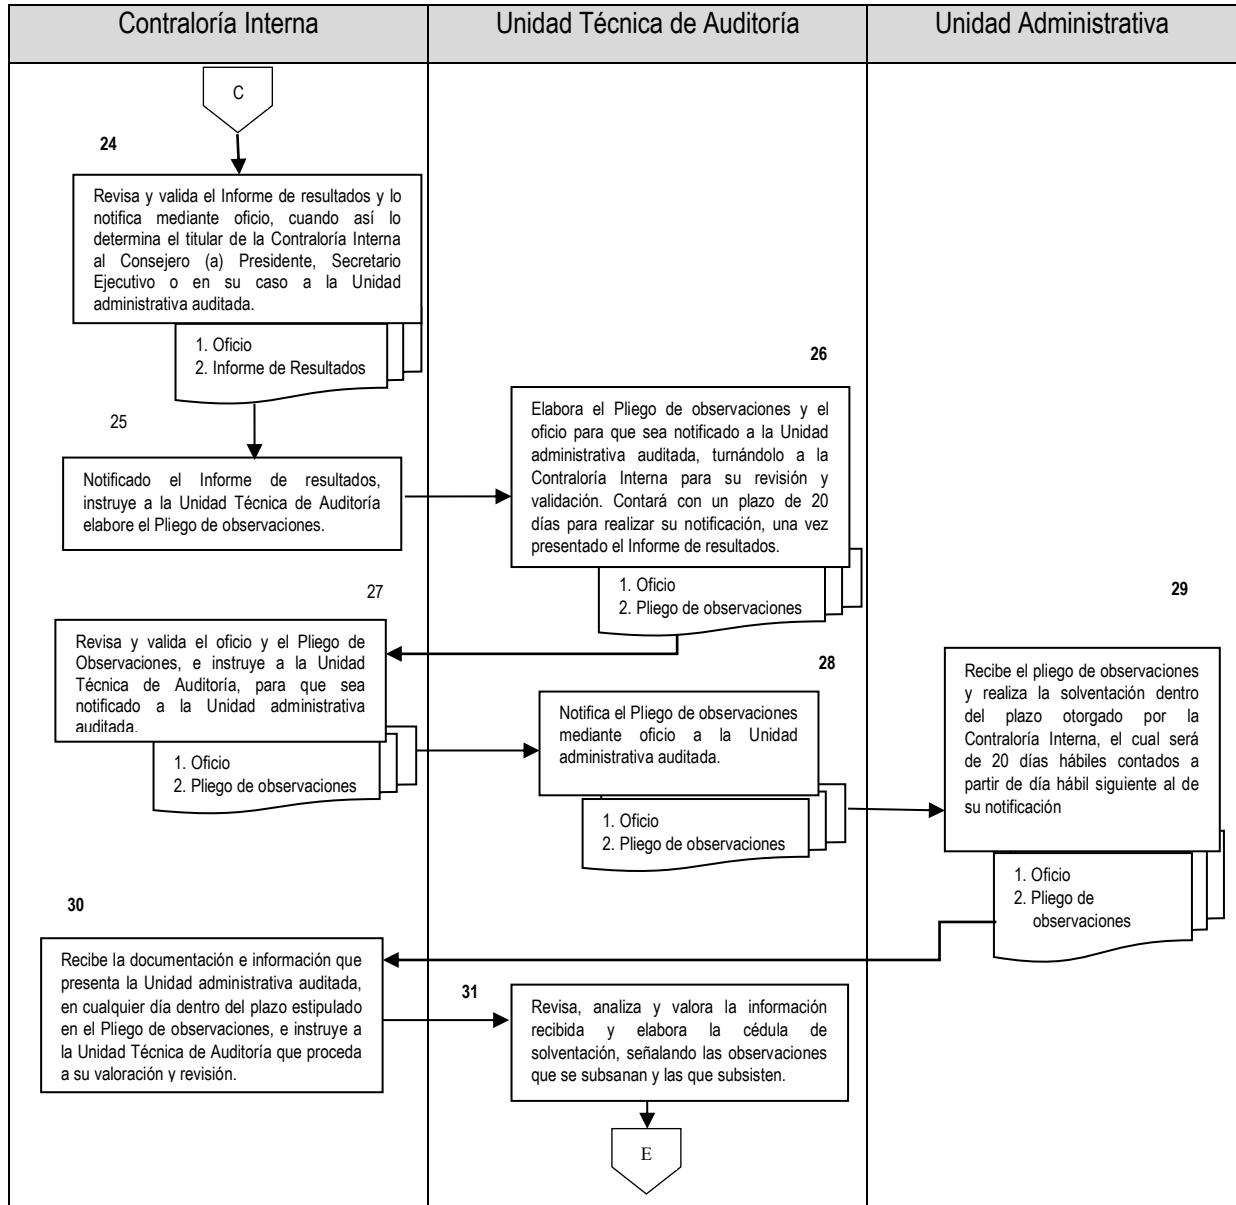 Contraloría Interna
Unidad Técnica de Auditoría
Unidad Administrativa
C
24
Revisa y valida el Informe de resultados y lo
notifica mediante oficio, cuando así lo
determina el titular de la Contraloría Interna
al Consejero (a) Presidente, Secretario
Ejecutivo o en su caso a la Unidad
administrativa auditada.
1. Oficio
2. Informe de Resultados
25
Notificado el Informe de resultados,
instruye a la Unidad Técnica de Auditoría
elabore el Pliego de observaciones.
26
Elabora el Pliego de observaciones y el
oficio para que sea notificado a la Unidad
administrativa auditada, turnándolo a la
Contraloría Interna para su revisión y
validación. Contará con un plazo de 20
días para realizar su notificación, una vez
presentado el Informe de resultados.
1. Oficio
2. Pliego de observaciones
27
Revisa y valida el oficio y el Pliego de
Observaciones, e instruye a la Unidad
Técnica de Auditoría, para que sea
notificado a la Unidad administrativa
auditada.
1. Oficio
2. Pliego de observaciones
28
Notifica el Pliego de observaciones
mediante oficio a la Unidad
administrativa auditada.
1. Oficio
2. Pliego de observaciones
29
Recibe el pliego de observaciones
y realiza la solventación dentro
del plazo otorgado por la
Contraloría Interna, el cual será
de 20 días hábiles contados a
partir de día hábil siguiente al de
su notificación
1. Oficio
2. Pliego de
observaciones
30
Recibe la documentación e información que
presenta la Unidad administrativa auditada,
en cualquier día dentro del plazo estipulado
en el Pliego de observaciones, e instruye a
la Unidad Técnica de Auditoría que proceda
a su valoración y revisión.
31
Revisa, analiza y valora la información
recibida y elabora la cédula de
solventación, señalando las observaciones
que se subsanan y las que subsisten.
E